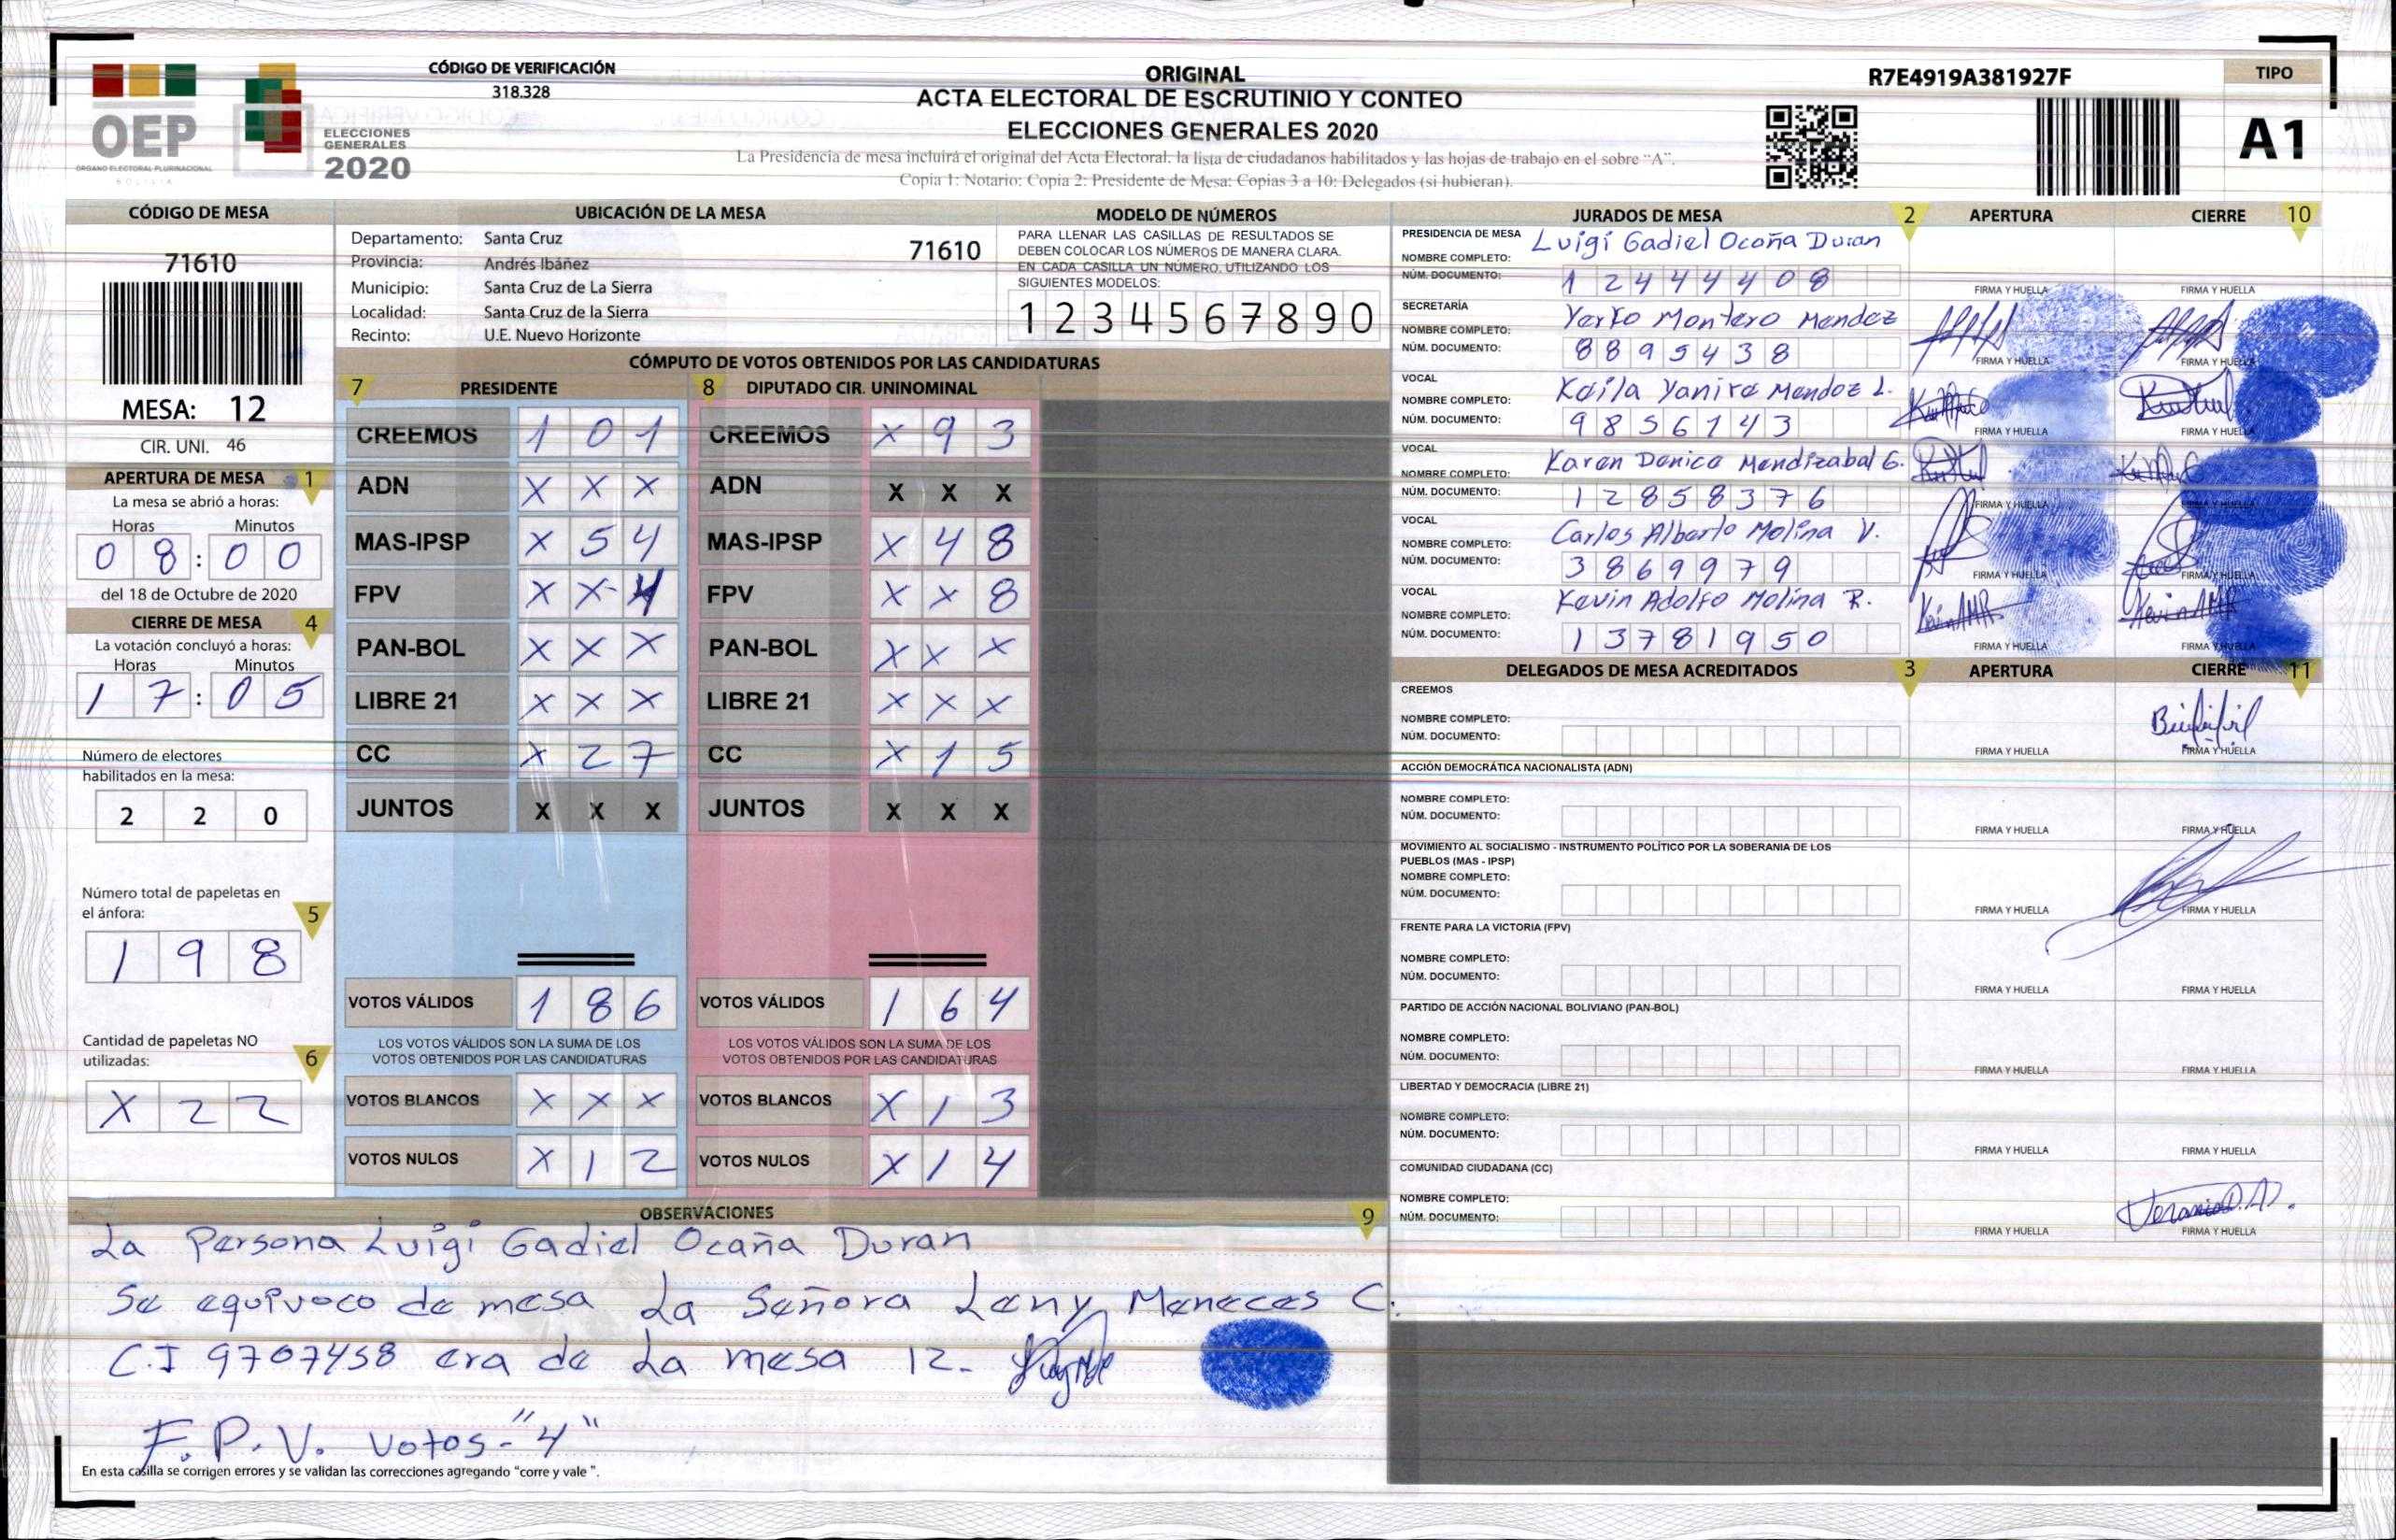 CÓDIGO DE VERIFICACIÓN
318.328
OEP
ÓRGANO ELECTORAL PLURINACIONAL
BOLIVIA
ELECCIONES
GENERALES
2020
ORIGINAL
ACTA ELECTORAL DE ESCRUTINIO Y CONTEO
ELECCIONES GENERALES 2020
La Presidencia de mesa incluirá el original del Acta Electoral, la lista de ciudadanos habilitados y las hojas de trabajo en el sobre "A".
Copia 1: Notario; Copia 2: Presidente de Mesa; Copias 3 a 10: Delegados (si hubieran).
R7E4919A381927F
TIPO
A1
CÓDIGO DE MESA
71610
MESA: 12
CIR. UNI. 46
APERTURA DE MESA 1
La mesa se abrió a horas:
Horas Minutos
0 8 : 0 0
del 18 de Octubre de 2020
CIERRE DE MESA 4
La votación concluyó a horas:
Horas Minutos
1 7 : 0 5
Número de electores
habilitados en la mesa:
2 2 0
Número total de papeletas en
el ánfora: 5
1 9 8
Cantidad de papeletas NO
utilizadas: 6
X 2 2
UBICACIÓN DE LA MESA
Departamento: Santa Cruz 71610
Provincia: Andrés Ibáñez
Municipio: Santa Cruz de La Sierra
Localidad: Santa Cruz de la Sierra
Recinto: U.E. Nuevo Horizonte
MODELO DE NÚMEROS
PARA LLENAR LAS CASILLAS DE RESULTADOS SE
DEBEN COLOCAR LOS NÚMEROS DE MANERA CLARA.
EN CADA CASILLA UN NÚMERO, UTILIZANDO LOS
SIGUIENTES MODELOS:
1 2 3 4 5 6 7 8 9 0
CÓMPUTO DE VOTOS OBTENIDOS POR LAS CANDIDATURAS
7 PRESIDENTE 8 DIPUTADO CIR. UNINOMINAL
CREEMOS 1 0 1 CREEMOS X 9 3
ADN X X X ADN X X X
MAS-IPSP X 5 4 MAS-IPSP X 4 8
FPV X X 4 FPV X X 8
PAN-BOL X X X PAN-BOL X X X
LIBRE 21 X X X LIBRE 21 X X X
CC X 2 7 CC X 1 5
JUNTOS X X X JUNTOS X X X
VOTOS VÁLIDOS 1 8 6 VOTOS VÁLIDOS 1 6 4
LOS VOTOS VÁLIDOS SON LA SUMA DE LOS LOS VOTOS VÁLIDOS SON LA SUMA DE LOS
VOTOS OBTENIDOS POR LAS CANDIDATURAS VOTOS OBTENIDOS POR LAS CANDIDATURAS
VOTOS BLANCOS X X X VOTOS BLANCOS X 1 3
VOTOS NULOS X 1 2 VOTOS NULOS X 1 4
JURADOS DE MESA 2 APERTURA CIERRE 10
PRESIDENCIA DE MESA
NOMBRE COMPLETO: Luigi Gadiel Ocaña Duran
NÚM. DOCUMENTO: 1 2 4 4 4 4 0 8
FIRMA Y HUELLA FIRMA Y HUELLA
SECRETARÍA
NOMBRE COMPLETO: Yerko Montero Mendez
NÚM. DOCUMENTO: 8 8 9 5 4 3 8
FIRMA Y HUELLA FIRMA Y HUELLA
VOCAL
NOMBRE COMPLETO: Kaila Yanira Mendoz L.
NÚM. DOCUMENTO: 9 8 5 6 1 4 3
FIRMA Y HUELLA FIRMA Y HUELLA
VOCAL
NOMBRE COMPLETO: Karen Danica Mendizabal G.
NÚM. DOCUMENTO: 1 2 8 5 8 3 7 6
FIRMA Y HUELLA FIRMA Y HUELLA
VOCAL
NOMBRE COMPLETO: Carlos Alberto Molina V.
NÚM. DOCUMENTO: 3 8 6 9 9 7 9
FIRMA Y HUELLA FIRMA Y HUELLA
VOCAL
NOMBRE COMPLETO: Kevin Adolfo Molina R.
NÚM. DOCUMENTO: 1 3 7 8 1 9 5 0
FIRMA Y HUELLA FIRMA Y HUELLA
DELEGADOS DE MESA ACREDITADOS 3 APERTURA CIERRE 11
CREEMOS
NOMBRE COMPLETO:
NÚM. DOCUMENTO:
FIRMA Y HUELLA FIRMA Y HUELLA
ACCIÓN DEMOCRÁTICA NACIONALISTA (ADN)
NOMBRE COMPLETO:
NÚM. DOCUMENTO:
FIRMA Y HUELLA FIRMA Y HUELLA
MOVIMIENTO AL SOCIALISMO - INSTRUMENTO POLÍTICO POR LA SOBERANIA DE LOS
PUEBLOS (MAS - IPSP)
NOMBRE COMPLETO:
NÚM. DOCUMENTO:
FIRMA Y HUELLA FIRMA Y HUELLA
FRENTE PARA LA VICTORIA (FPV)
NOMBRE COMPLETO:
NÚM. DOCUMENTO:
FIRMA Y HUELLA FIRMA Y HUELLA
PARTIDO DE ACCIÓN NACIONAL BOLIVIANO (PAN-BOL)
NOMBRE COMPLETO:
NÚM. DOCUMENTO:
FIRMA Y HUELLA FIRMA Y HUELLA
LIBERTAD Y DEMOCRACIA (LIBRE 21)
NOMBRE COMPLETO:
NÚM. DOCUMENTO:
FIRMA Y HUELLA FIRMA Y HUELLA
COMUNIDAD CIUDADANA (CC)
NOMBRE COMPLETO:
NÚM. DOCUMENTO:
FIRMA Y HUELLA FIRMA Y HUELLA
OBSERVACIONES 9
La Persona Luigi Gadiel Ocaña Duran
Se equivoco de mesa La Señora Leny Meneces C.
C.I 9707458 era de La mesa 12-
F.P.V. votos-"4"
En esta casilla se corrigen errores y se validan las correcciones agregando "corre y vale ".